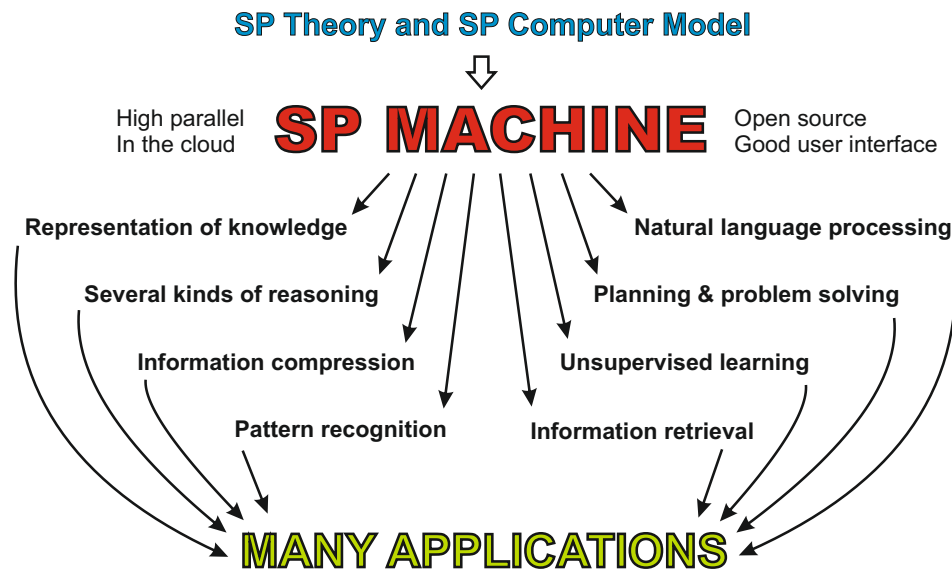 SP Theory and SP Computer Model
High parallel
In the cloud
SP MACHINE
Open source
Good user interface
Representation of knowledge
Natural language processing
Several kinds of reasoning
Planning & problem solving
Information compression
Unsupervised learning
Pattern recognition
Information retrieval
MANY APPLICATIONS